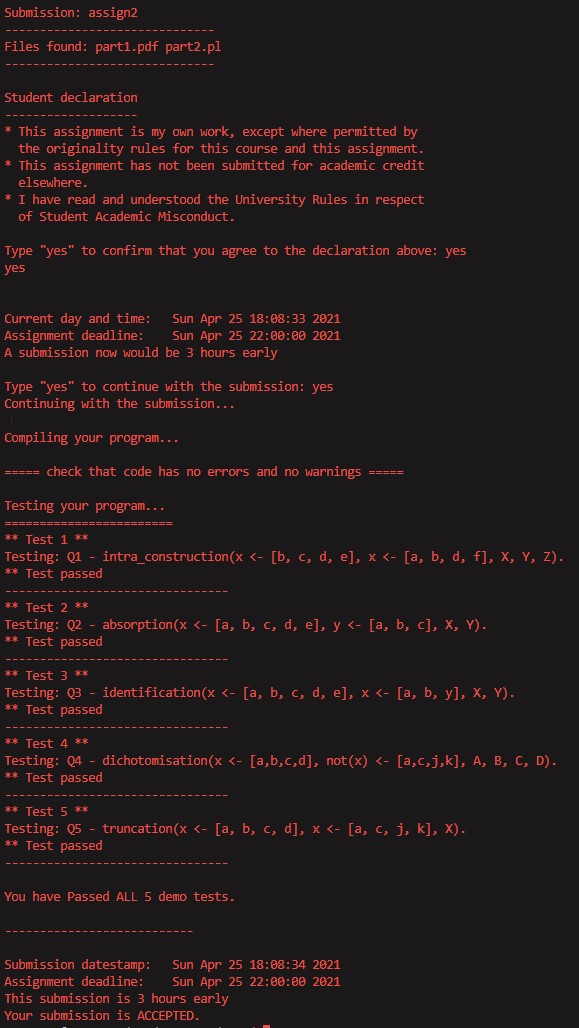 Submission: assign2
------------------------------
Files found: part1.pdf part2.pl
------------------------------
Student declaration
-------------------
* This assignment is my own work, except where permitted by
the originality rules for this course and this assignment.
* This assignment has not been submitted for academic credit
elsewhere.
* I have read and understood the University Rules in respect
of Student Academic Misconduct.
Type "yes" to confirm that you agree to the declaration above: yes
yes
Current day and time:   Sun Apr 25 18:08:33 2021
Assignment deadline:    Sun Apr 25 22:00:00 2021
A submission now would be 3 hours early
Type "yes" to continue with the submission: yes
Continuing with the submission...
Compiling your program...
===== check that code has no errors and no warnings =====
Testing your program...
========================
** Test 1 **
Testing: Q1 - intra_construction(x <- [b, c, d, e], x <- [a, b, d, f], X, Y, Z).
** Test passed
--------------------------------
** Test 2 **
Testing: Q2 - absorption(x <- [a, b, c, d, e], y <- [a, b, c], X, Y).
** Test passed
--------------------------------
** Test 3 **
Testing: Q3 - identification(x <- [a, b, c, d, e], x <- [a, b, y], X, Y).
** Test passed
--------------------------------
** Test 4 **
Testing: Q4 - dichotomisation(x <- [a,b,c,d], not(x) <- [a,c,j,k], A, B, C, D).
** Test passed
--------------------------------
** Test 5 **
Testing: Q5 - truncation(x <- [a, b, c, d], x <- [a, c, j, k], X).
** Test passed
--------------------------------
You have Passed ALL 5 demo tests.
---------------------------
Submission datestamp:   Sun Apr 25 18:08:34 2021
Assignment deadline:    Sun Apr 25 22:00:00 2021
This submission is 3 hours early
Your submission is ACCEPTED.